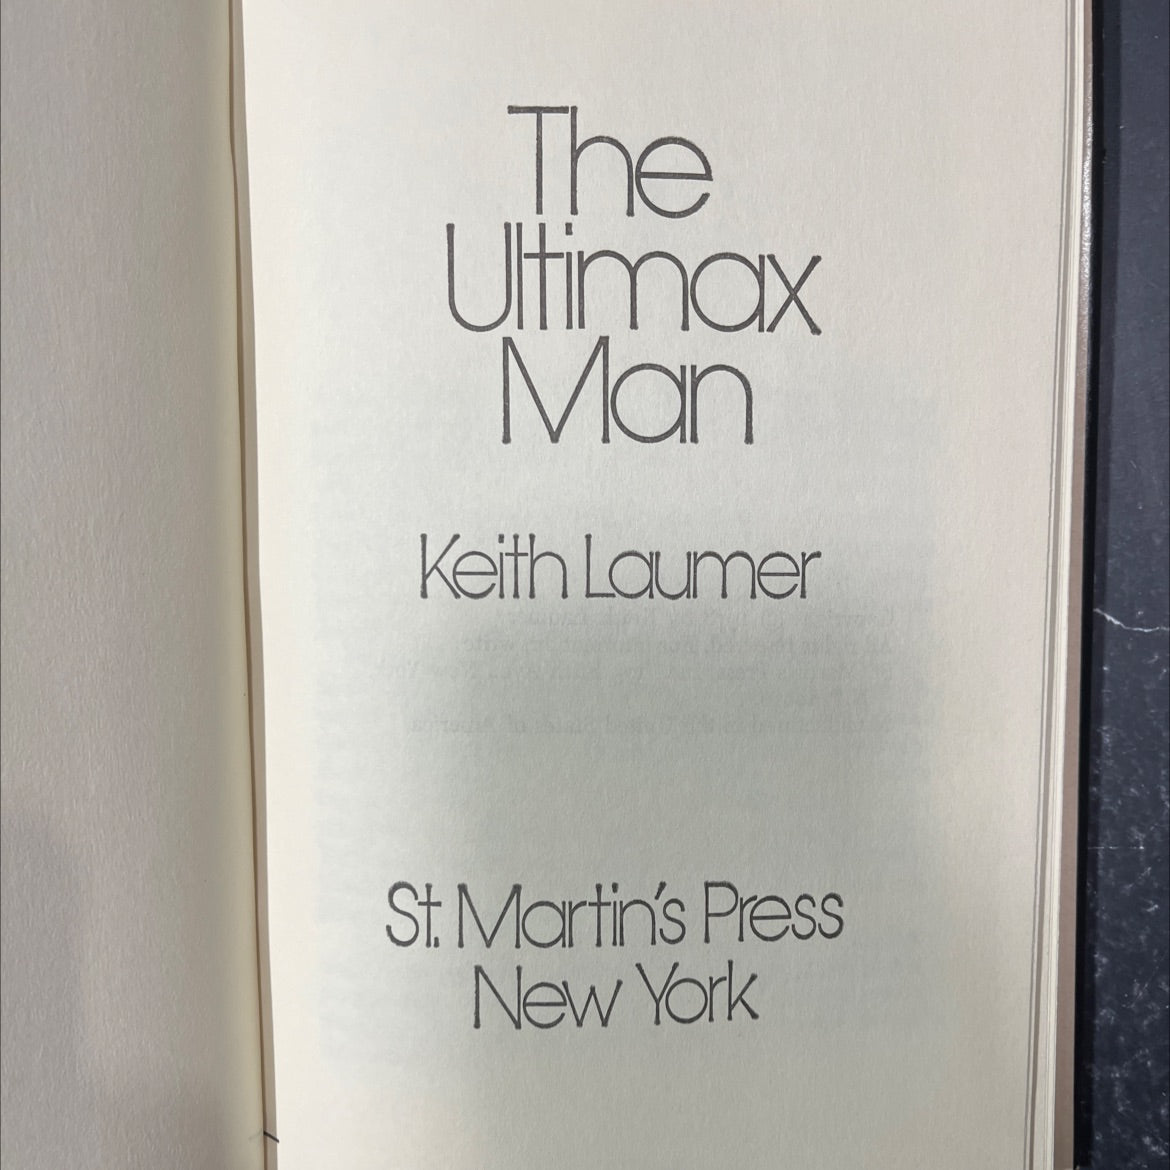 The
Ultimax
Man
Keith Laumer
St. Martin's Press
New York